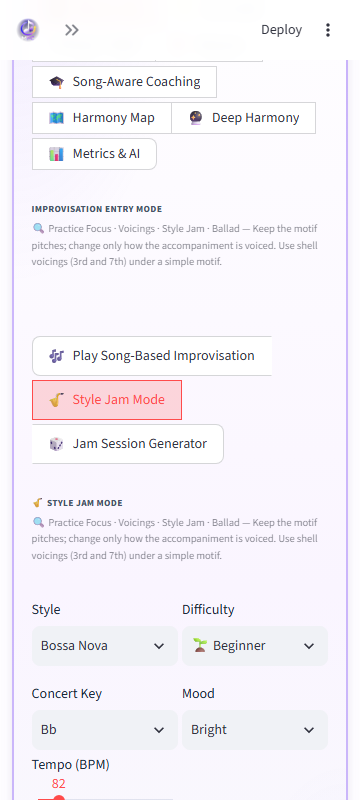 Deploy
Song-Aware Coaching
Harmony Map
Deep Harmony
Metrics & AI
IMPROVISATION ENTRY MODE
Practice Focus · Voicings · Style Jam · Ballad — Keep the motif
pitches; change only how the accompaniment is voiced. Use shell
voicings (3rd and 7th) under a simple motif.
Play Song-Based Improvisation
Style Jam Mode
Jam Session Generator
STYLE JAM MODE
Practice Focus · Voicings · Style Jam · Ballad — Keep the motif
pitches; change only how the accompaniment is voiced. Use shell
voicings (3rd and 7th) under a simple motif.
Style
Difficulty
Bossa Nova
Beginner
Concert Key
Mood
Bb
Bright
Tempo (BPM)
82